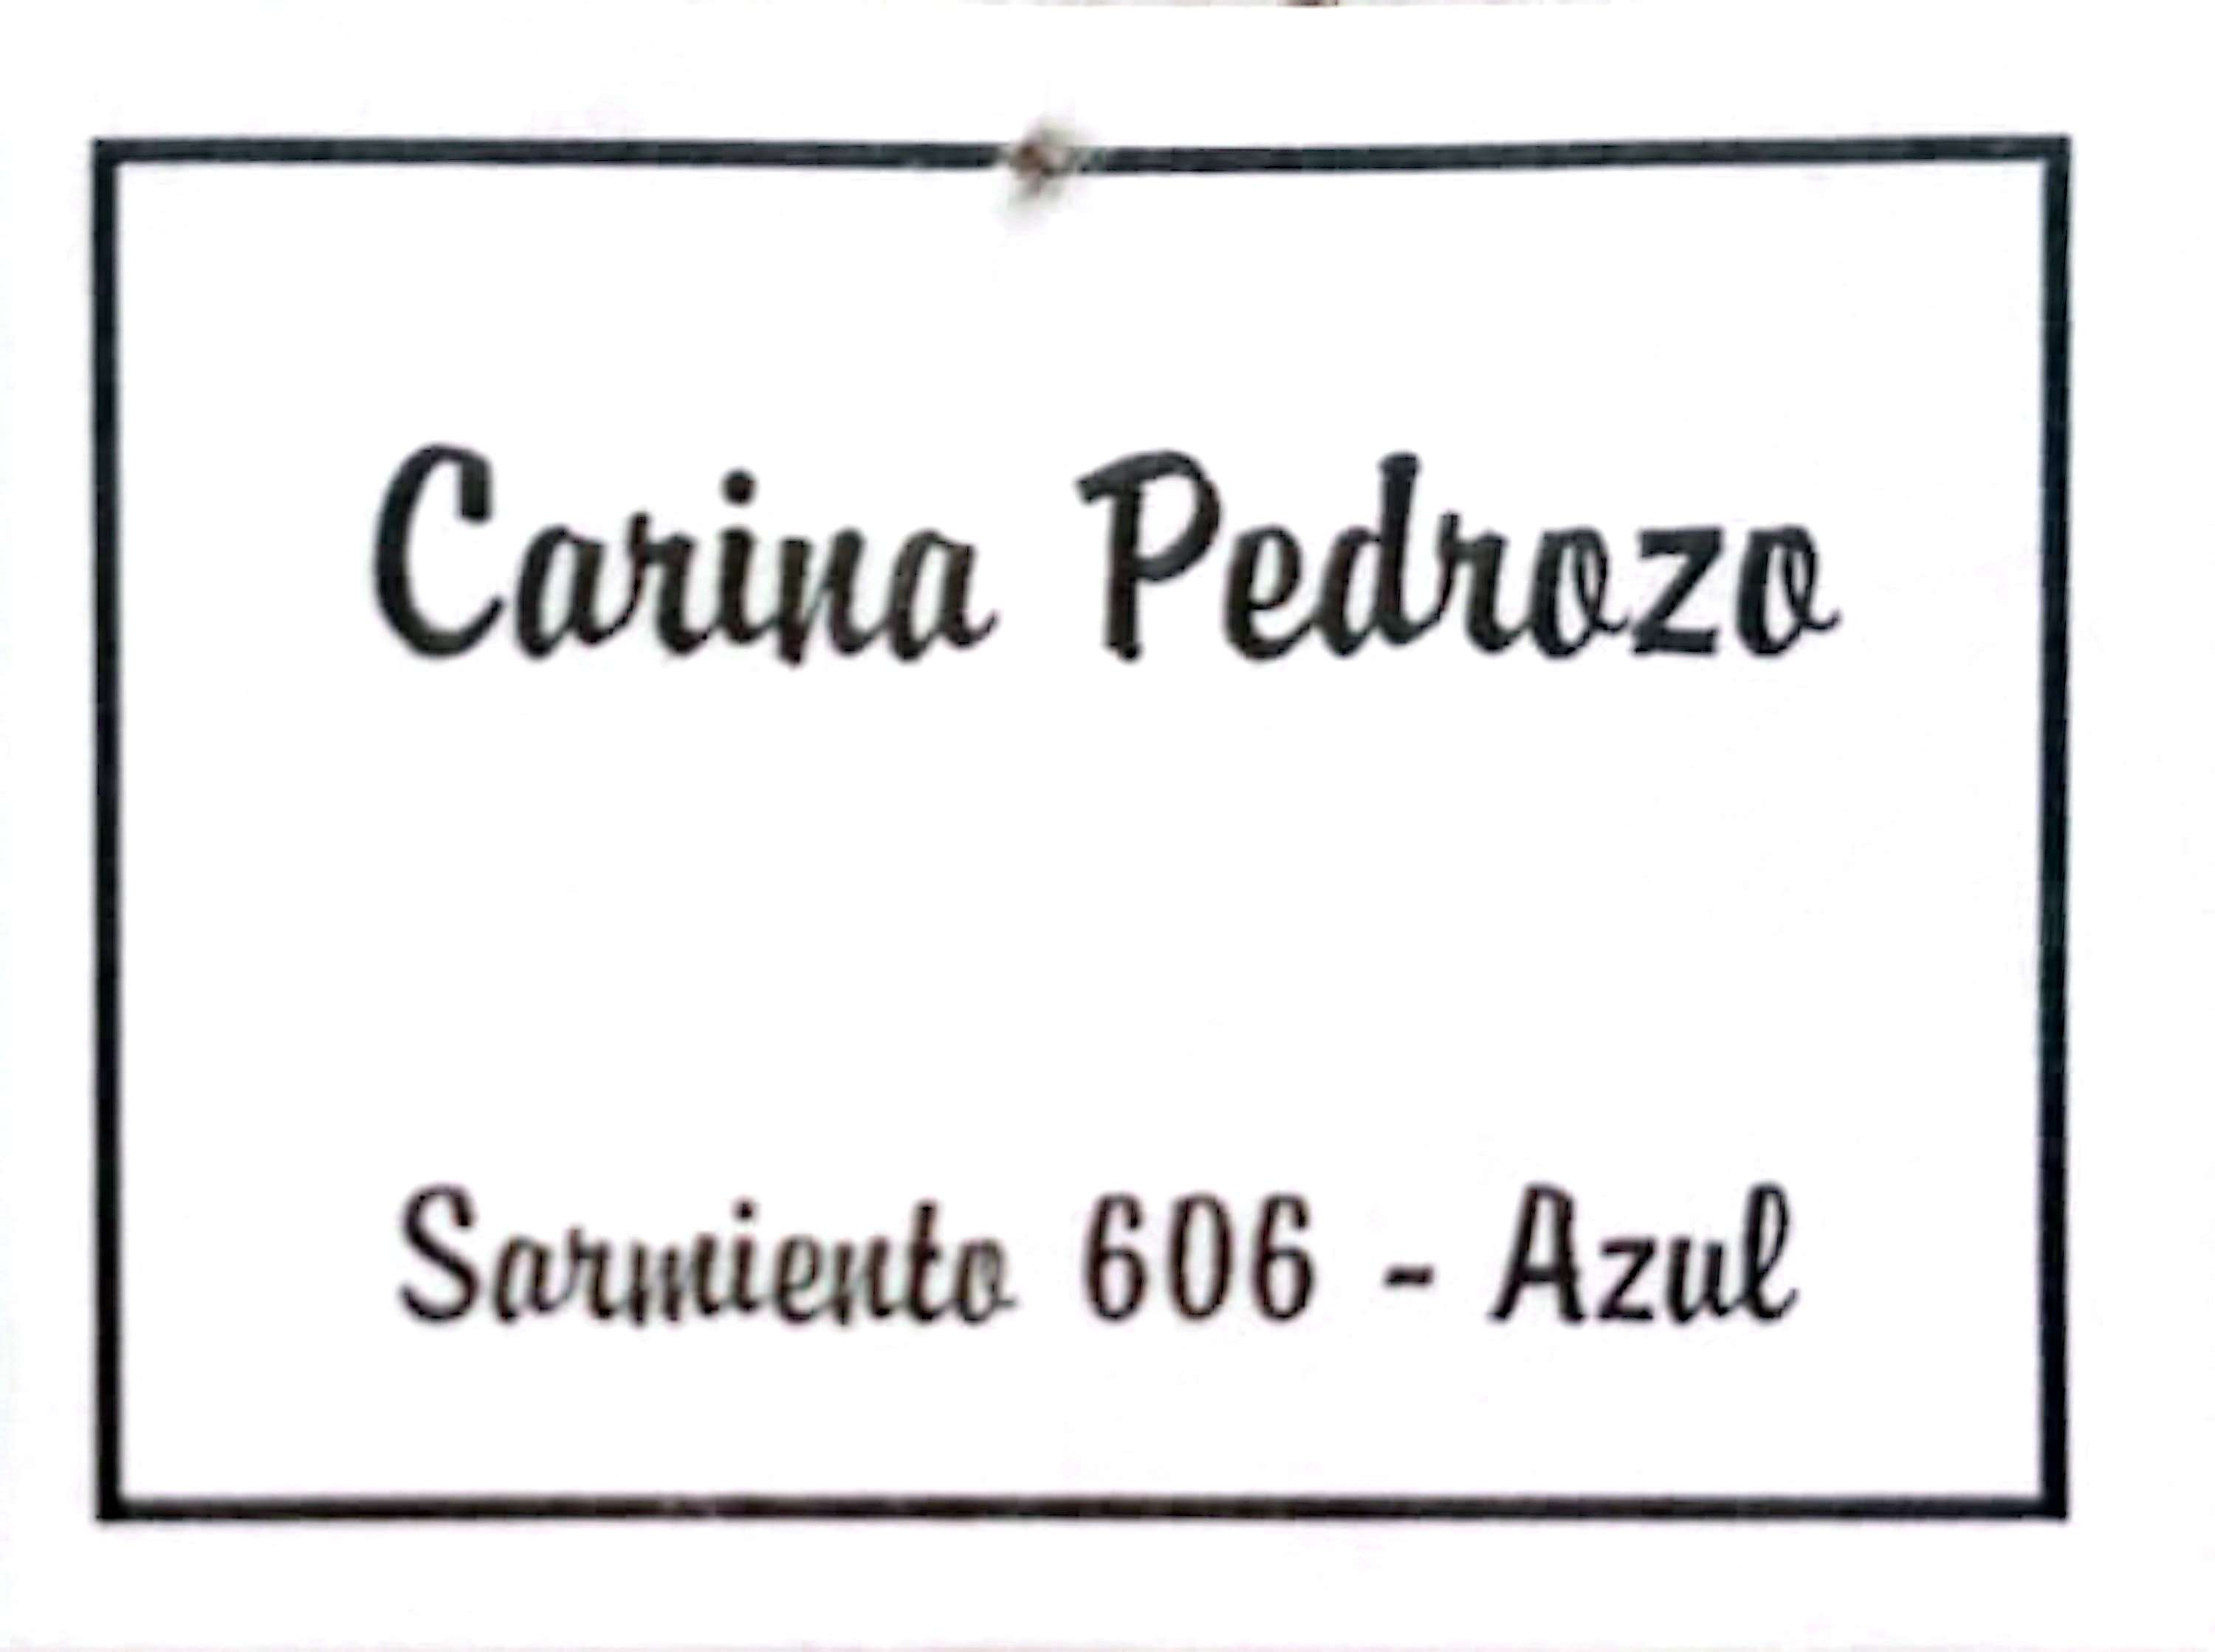 Carina Pedrozo
Sarmiento 606 - Azul